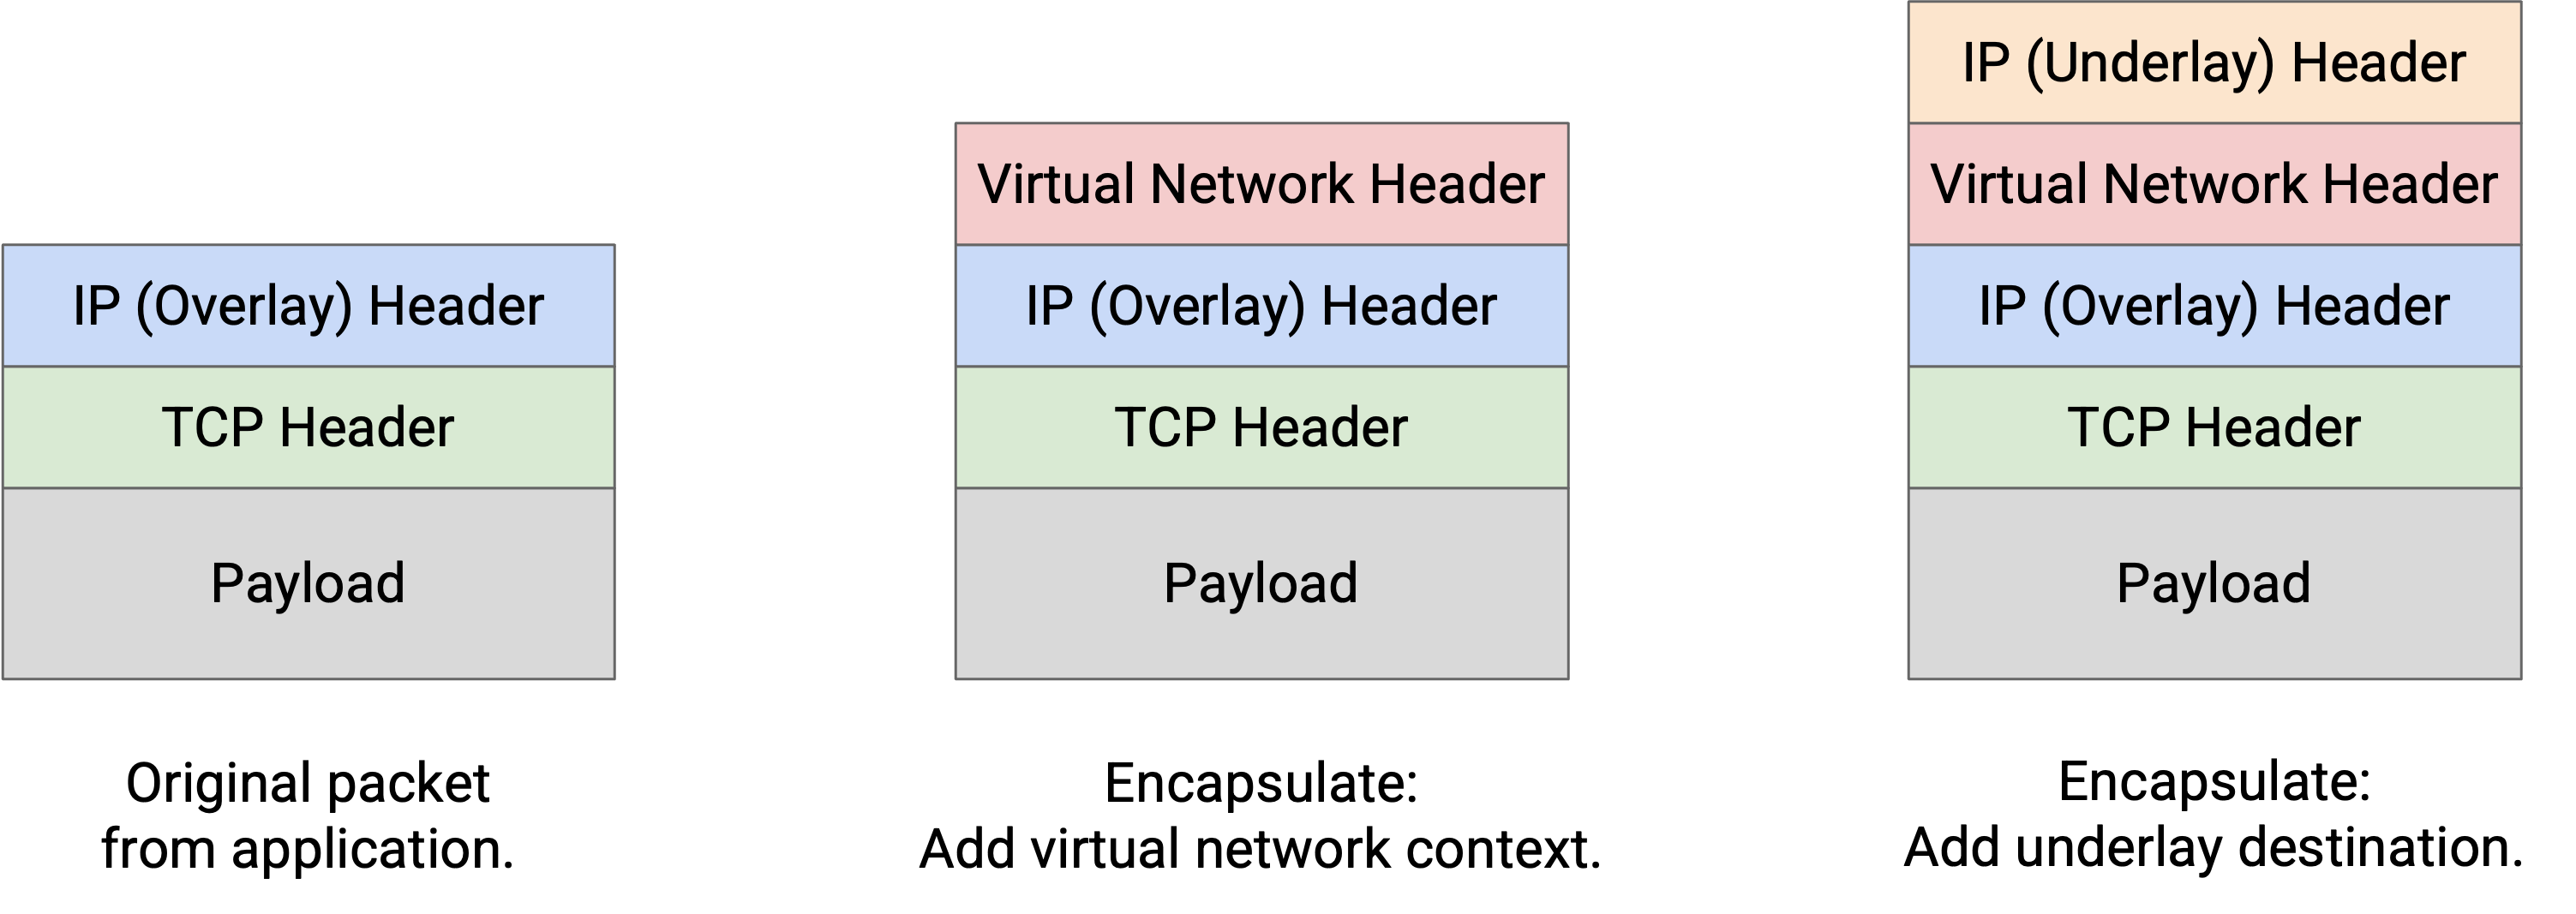 IP (Overlay) Header
TCP Header
Payload
Original packet
from application.
Virtual Network Header
IP (Overlay) Header
TCP Header
Payload
Encapsulate:
Add virtual network context.
IP (Underlay) Header
Virtual Network Header
IP (Overlay) Header
TCP Header
Payload
Encapsulate:
Add underlay destination.